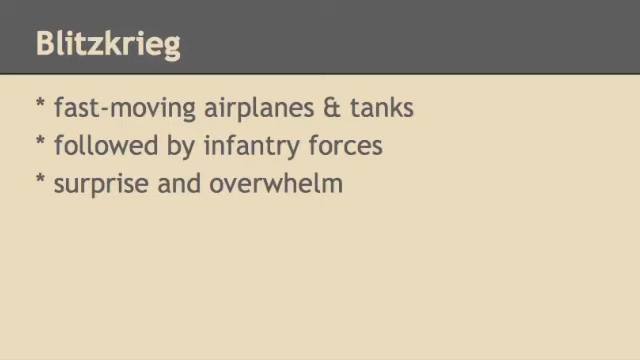 Blitzkrieg
* fast-moving airplanes & tanks
* followed by infantry forces
* surprise and overwhelm